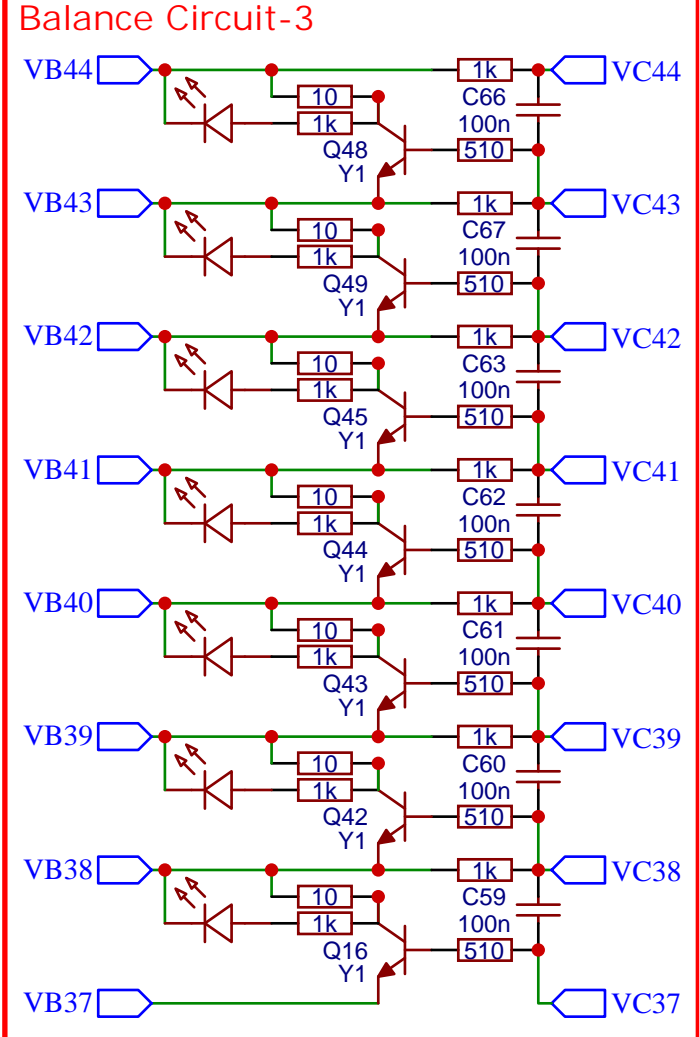 Balance Circuit-3
VB44 1k VC44
10 C66
1k 100n
Q48 510
Y1
VB43 1k VC43
10 C67
1k 100n
Q49 510
Y1
VB42 1k VC42
10 C63
1k 100n
Q45 510
Y1
VB41 1k VC41
10 C62
1k 100n
Q44 510
Y1
VB40 1k VC40
10 C61
1k 100n
Q43 510
Y1
VB39 1k VC39
10 C60
1k 100n
Q42 510
Y1
VB38 1k VC38
10 C59
1k 100n
Q16 510
Y1
VB37 VC37